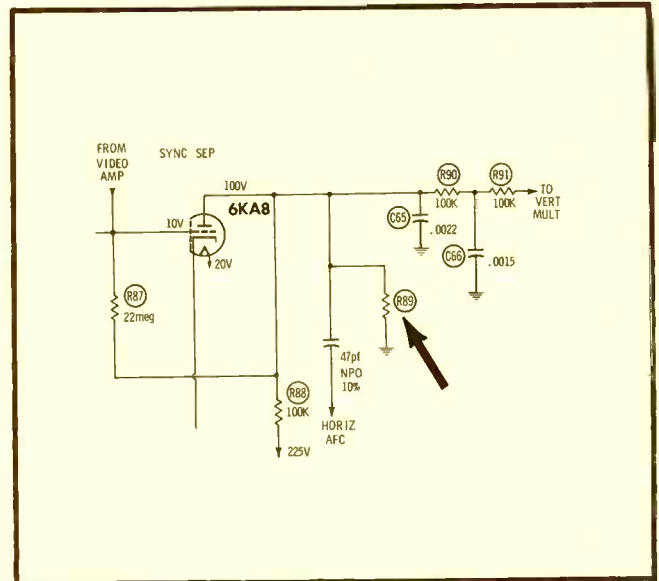 FROM
VIDEO
AMP
SYNC SEP
100V
10V
6KA8
20V
R87
22meg
R88
100K
225V
47pf
NPO
10%
HORIZ
AFC
R89
C65
.0022
R90
100K
R91
100K
C66
.0015
TO
VERT
MULT